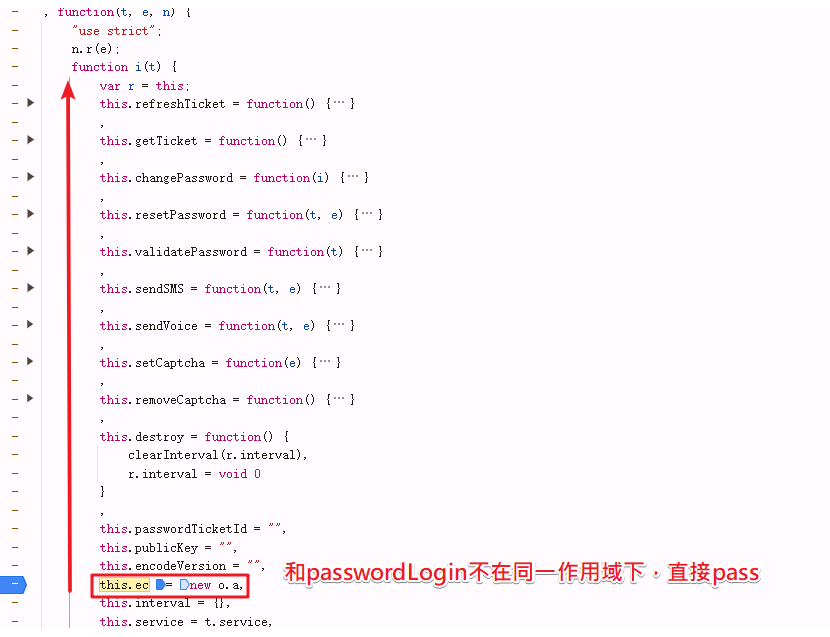 , function(t, e, n) {
"use strict";
n.r(e);
function i(t) {
var r = this;
this.refreshTicket = function() {…}
,
this.getTicket = function() {…}
,
this.changePassword = function(i) {…}
,
this.resetPassword = function(t, e) {…}
,
this.validatePassword = function(t) {…}
,
this.sendSMS = function(t, e) {…}
,
this.sendVoice = function(t, e) {…}
,
this.setCaptcha = function(e) {…}
,
this.removeCaptcha = function() {…}
,
this.destroy = function() {
clearInterval(r.interval),
r.interval = void 0
}
,
this.passwordTicketId = "",
this.publicKey = "",
this.encodeVersion = "",
this.ec = new o.a, 和passwordLogin不在同一作用域下，直接pass
this.interval = {},
this.service = t.service,